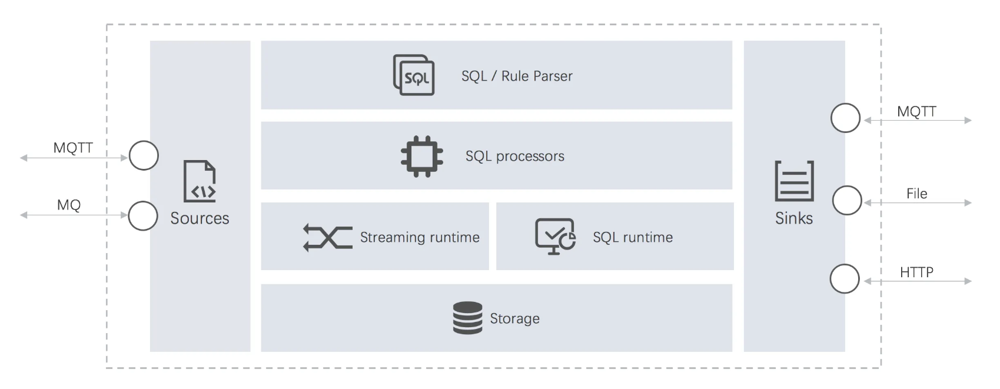 SQL
SQL / Rule Parser
SQL processors
Streaming runtime
SQL runtime
Storage
MQTT
MQ
Sources
Sinks
MQTT
File
HTTP